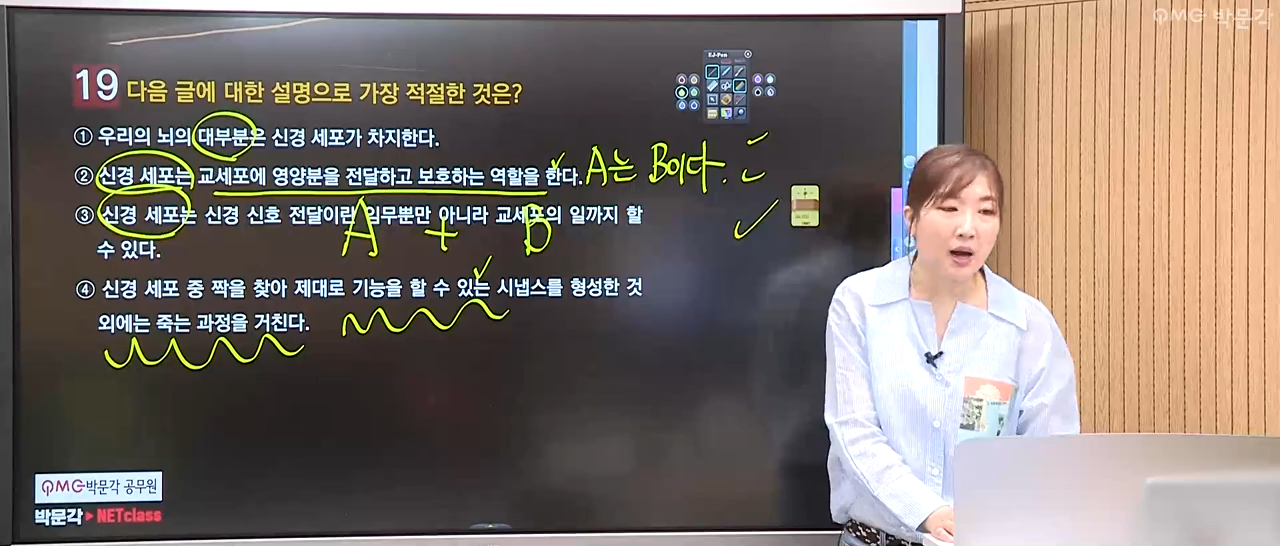 PMG 박문각
EJ-Pen
19 다음 글에 대한 설명으로 가장 적절한 것은?
① 우리의 뇌의 대부분은 신경 세포가 차지한다.
② 신경 세포는 교세포에 영양분을 전달하고 보호하는 역할을 한다. A는 B이다.
③ 신경 세포는 신경 신호 전달이란 임무뿐만 아니라 교세포의 일까지 할
수 있다.
A + B
④ 신경 세포 중 짝을 찾아 제대로 기능을 할 수 있는 시냅스를 형성한 것
외에는 죽는 과정을 거친다.
PMG 박문각 공무원
박문각 ▶ NETclass